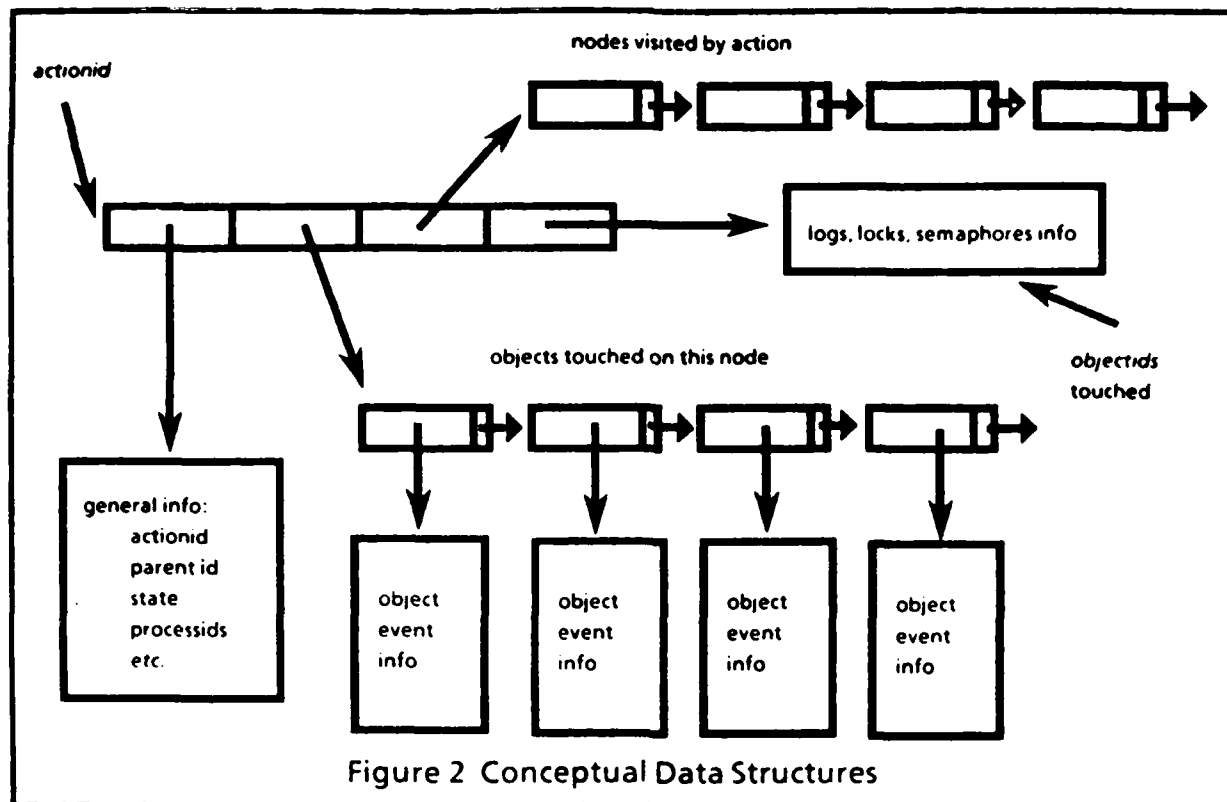 nodes visited by action
actionid
logs, locks, semaphores info
objects touched on this node
objectids
touched
general info:
actionid
parent id
state
processids
etc.
object
event
info
object
event
info
object
event
info
object
event
info
Figure 2 Conceptual Data Structures